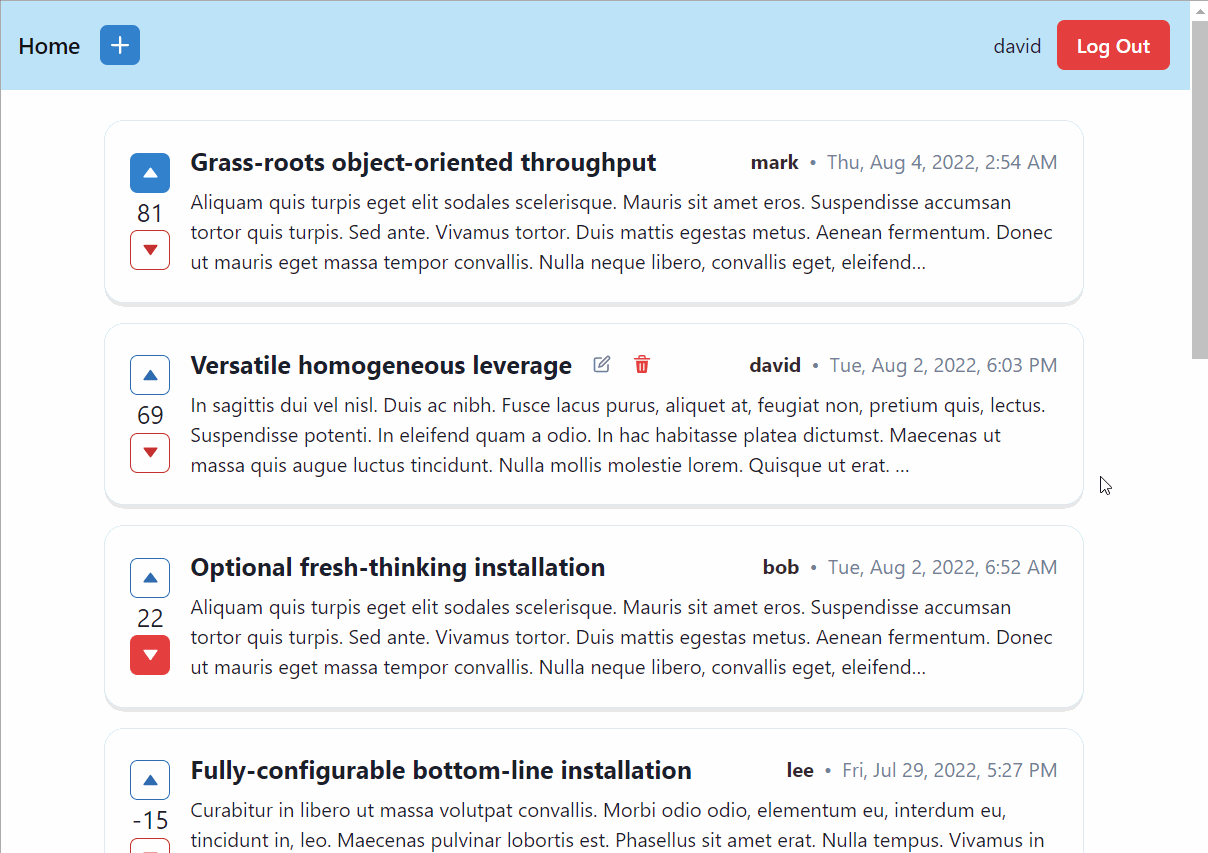 Home
david
Log Out
Grass-roots object-oriented throughput
mark • Thu, Aug 4, 2022, 2:54 AM
81
Aliquam quis turpis eget elit sodales scelerisque. Mauris sit amet eros. Suspendisse accumsan
tortor quis turpis. Sed ante. Vivamus tortor. Duis mattis egestas metus. Aenean fermentum. Donec
ut mauris eget massa tempor convallis. Nulla neque libero, convallis eget, eleifend...
Versatile homogeneous leverage
david • Tue, Aug 2, 2022, 6:03 PM
69
In sagittis dui vel nisl. Duis ac nibh. Fusce lacus purus, aliquet at, feugiat non, pretium quis, lectus.
Suspendisse potenti. In eleifend quam a odio. In hac habitasse platea dictumst. Maecenas ut
massa quis augue luctus tincidunt. Nulla mollis molestie lorem. Quisque ut erat. ...
Optional fresh-thinking installation
bob • Tue, Aug 2, 2022, 6:52 AM
22
Aliquam quis turpis eget elit sodales scelerisque. Mauris sit amet eros. Suspendisse accumsan
tortor quis turpis. Sed ante. Vivamus tortor. Duis mattis egestas metus. Aenean fermentum. Donec
ut mauris eget massa tempor convallis. Nulla neque libero, convallis eget, eleifend...
Fully-configurable bottom-line installation
lee • Fri, Jul 29, 2022, 5:27 PM
-15
Curabitur in libero ut massa volutpat convallis. Morbi odio odio, elementum eu, interdum eu,
tincidunt in, leo. Maecenas pulvinar lobortis est. Phasellus sit amet erat. Nulla tempus. Vivamus in